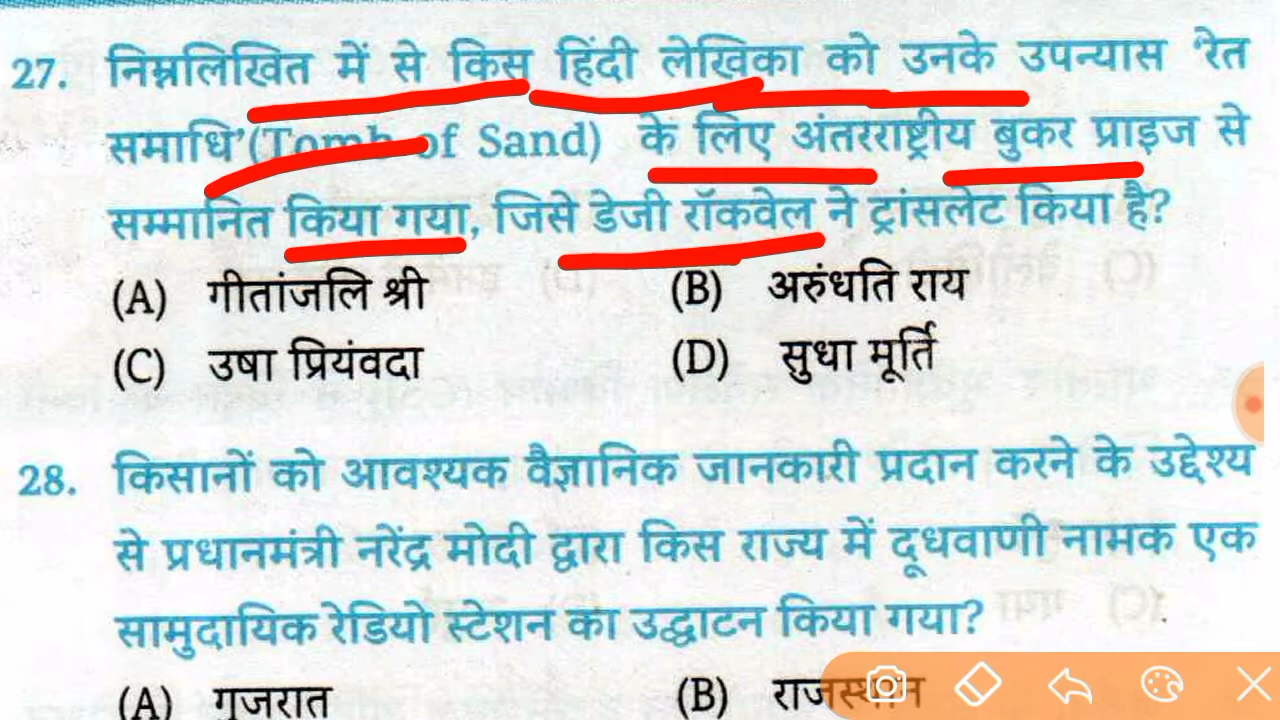 27. निम्नलिखित में से किस हिंदी लेखिका को उनके उपन्यास 'रेत
समाधि'(Tomb of Sand) के लिए अंतरराष्ट्रीय बुकर प्राइज से
सम्मानित किया गया, जिसे डेजी रॉकवेल ने ट्रांसलेट किया है?
(A) गीतांजलि श्री (B) अरुंधति राय
(C) उषा प्रियंवदा (D) सुधा मूर्ति
28. किसानों को आवश्यक वैज्ञानिक जानकारी प्रदान करने के उद्देश्य
से प्रधानमंत्री नरेंद्र मोदी द्वारा किस राज्य में दूधवाणी नामक एक
सामुदायिक रेडियो स्टेशन का उद्घाटन किया गया?
(A) गुजरात (B) राजस्थान